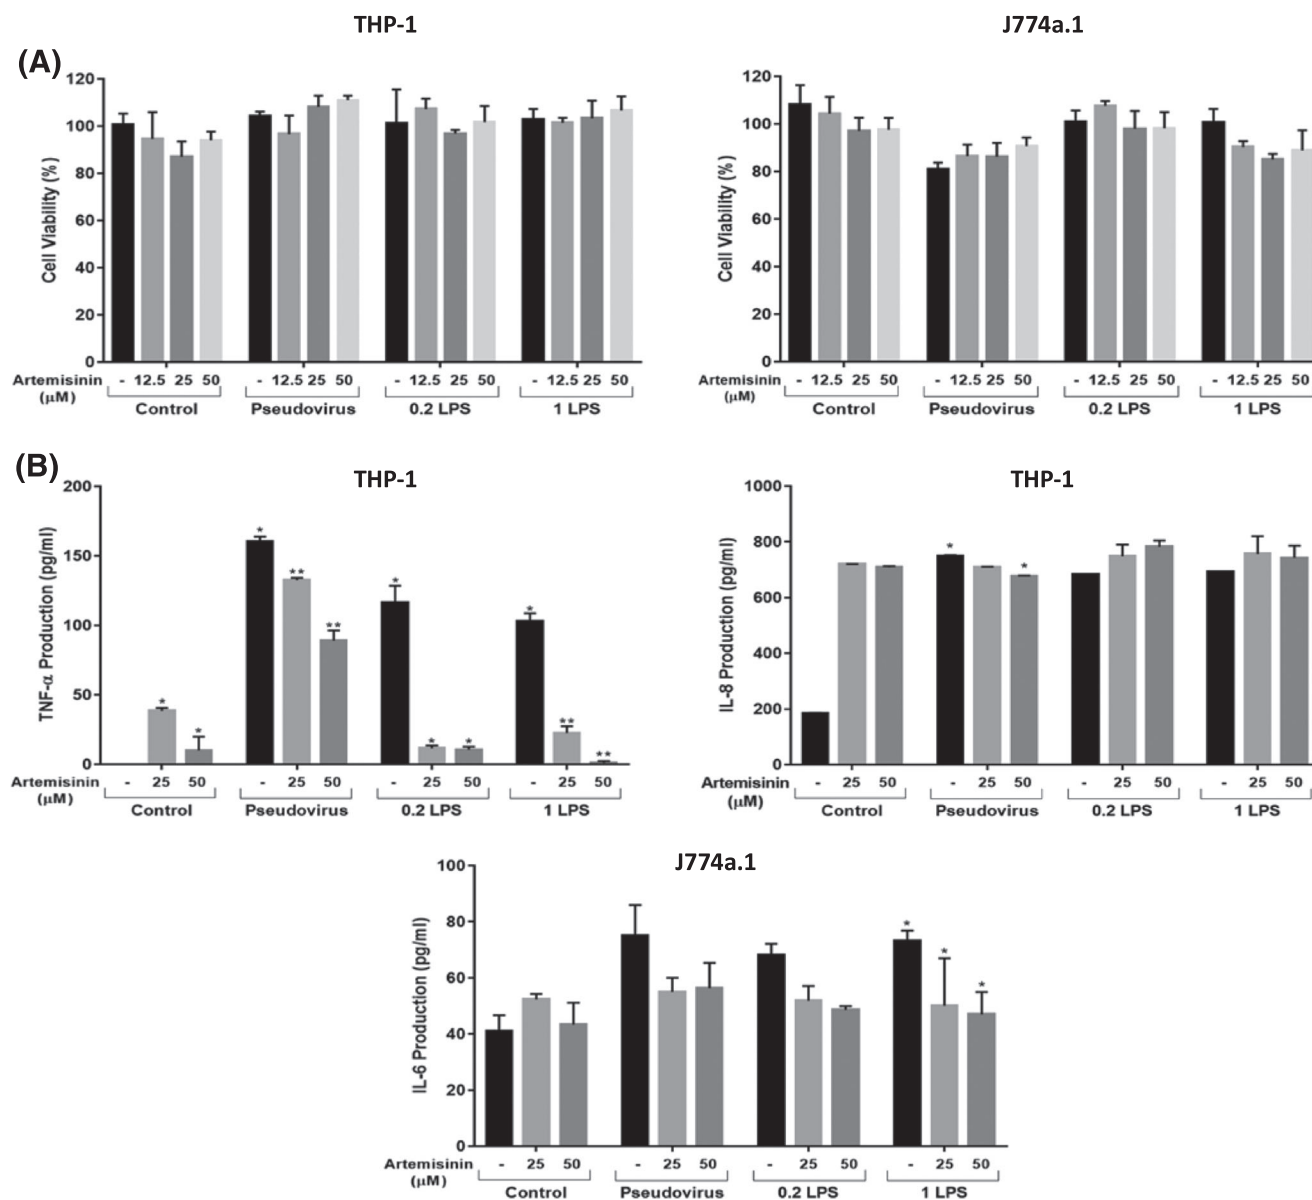 THP-1
J774a.1
(A)
Cell Viability (%)
120
100
80
60
40
20
0
Artemisinin - 12.5 25 50 - 12.5 25 50 - 12.5 25 50 - 12.5 25 50
(μM)
Control Pseudovirus 0.2 LPS 1 LPS
Cell Viability (%)
120
100
80
60
40
20
0
Artemisinin - 12.5 25 50 - 12.5 25 50 - 12.5 25 50 - 12.5 25 50
(μM)
Control Pseudovirus 0.2 LPS 1 LPS
(B)
THP-1
TNF-α Production (pg/ml)
200
150
100
50
0
* * * ** ** * * * * ** **
Artemisinin - 25 50 - 25 50 - 25 50 - 25 50
(μM)
Control Pseudovirus 0.2 LPS 1 LPS
THP-1
IL-8 Production (pg/ml)
1000
800
600
400
200
0
* *
Artemisinin - 25 50 - 25 50 - 25 50 - 25 50
(μM)
Control Pseudovirus 0.2 LPS 1 LPS
J774a.1
IL-6 Production (pg/ml)
100
80
60
40
20
0
* * *
Artemisinin - 25 50 - 25 50 - 25 50 - 25 50
(μM)
Control Pseudovirus 0.2 LPS 1 LPS